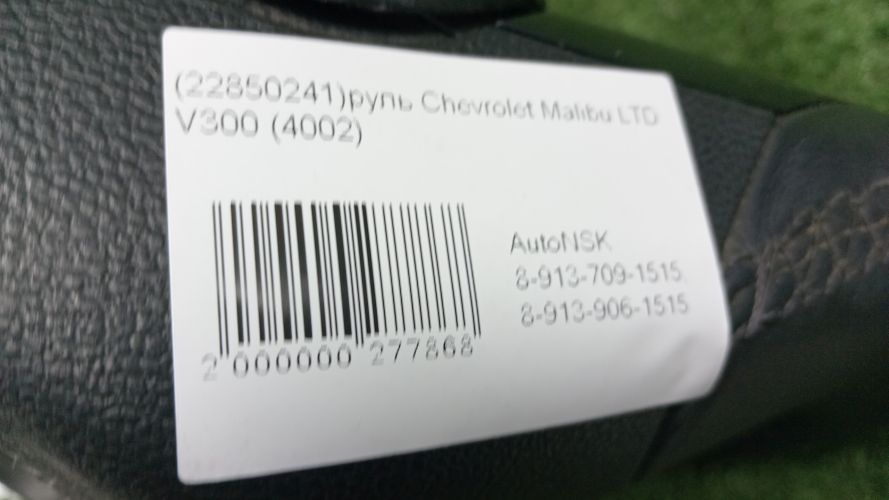 (22850241)руль Chevrolet Malibu LTD
V300 (4002)
AutoNSK
8-913-709-1515
8-913-906-1515
2 000000 277868